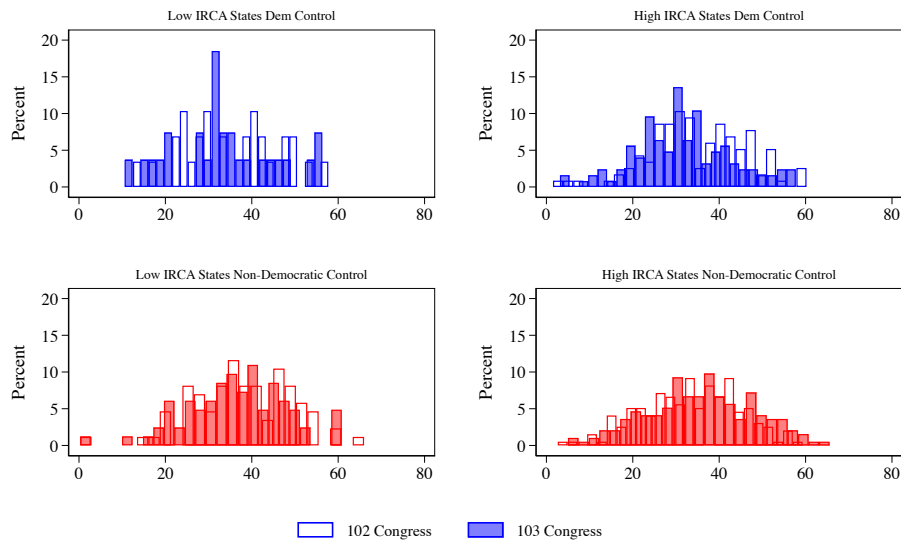 Low IRCA States Dem Control
High IRCA States Dem Control
20
15
10
5
0
Percent
0 20 40 60 80
20
15
10
5
0
Percent
0 20 40 60 80
Low IRCA States Non-Democratic Control
High IRCA States Non-Democratic Control
20
15
10
5
0
Percent
0 20 40 60 80
20
15
10
5
0
Percent
0 20 40 60 80
102 Congress
103 Congress